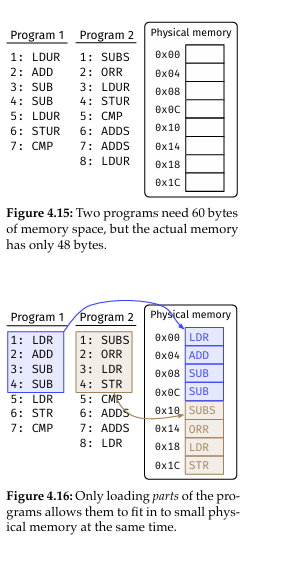 Program 1 Program 2 Physical memory
1: LDUR 1: SUBS 0x00
2: ADD 2: ORR 0x04
3: SUB 3: LDUR 0x08
4: SUB 4: STUR 0x0C
5: LDUR 5: CMP 0x10
6: STUR 6: ADDS 0x14
7: CMP 7: ADDS 0x18
8: LDUR 0x1C
Figure 4.15: Two programs need 60 bytes
of memory space, but the actual memory
has only 48 bytes.
Program 1 Program 2 Physical memory
1: LDR 1: SUBS 0x00 LDR
2: ADD 2: ORR 0x04 ADD
3: SUB 3: LDR 0x08 SUB
4: SUB 4: STR 0x0C SUB
5: LDR 5: CMP 0x10 SUBS
6: STR 6: ADDS 0x14 ORR
7: CMP 7: ADDS 0x18 LDR
8: LDR 0x1C STR
Figure 4.16: Only loading parts of the pro-
grams allows them to fit in to small phys-
ical memory at the same time.